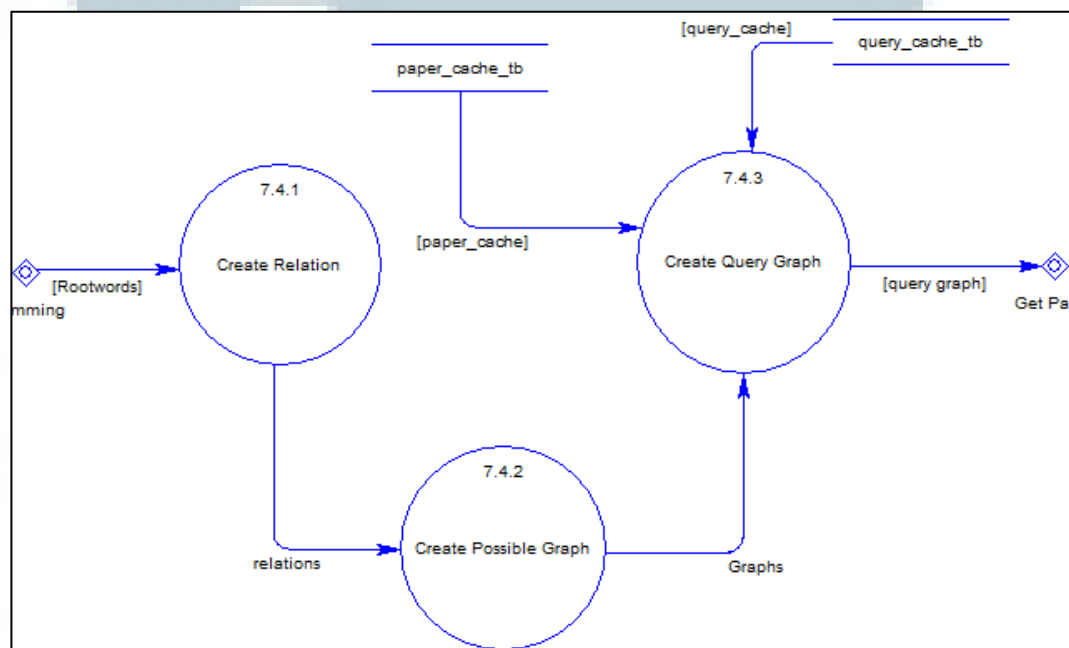 [query_cache]
query_cache_tb
paper_cache_tb
7.4.1
Create Relation
7.4.3
Create Query Graph
[paper_cache]
[Rootwords]
mming
[query graph]
Get Pa
7.4.2
Create Possible Graph
relations
Graphs